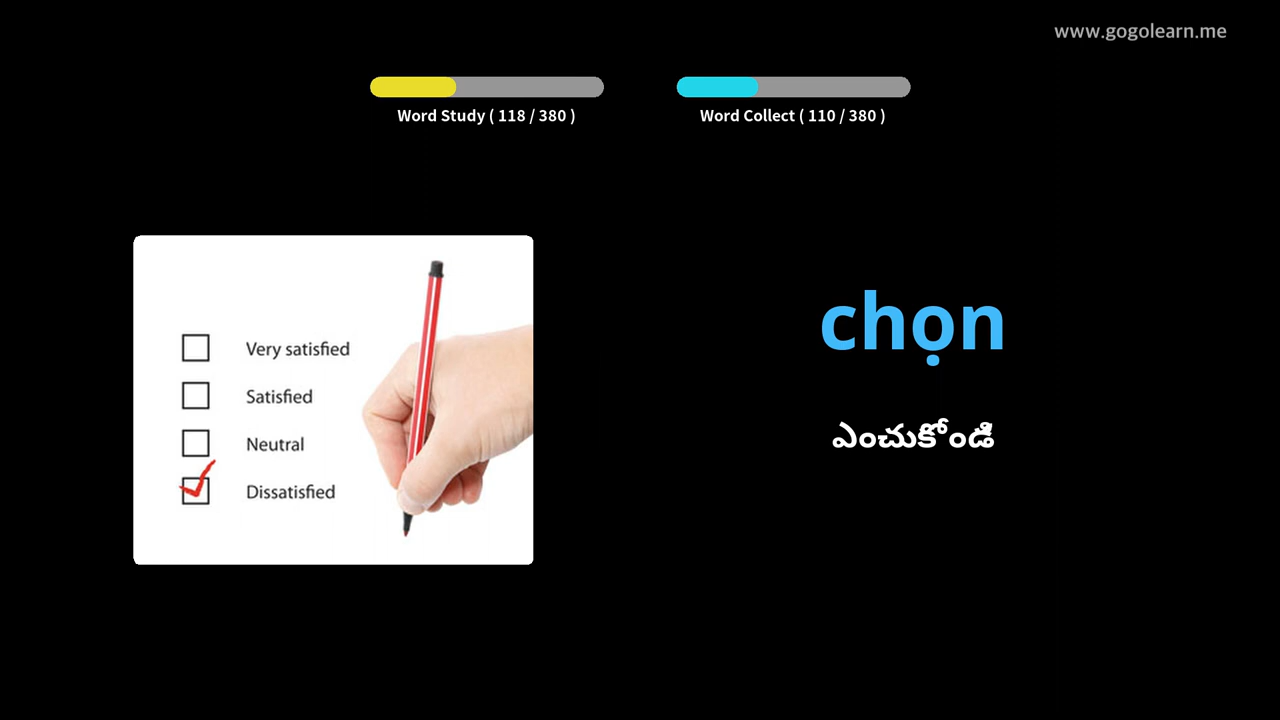 www.gogolearn.me
Word Study ( 118 / 380 )
Word Collect ( 110 / 380 )
Very satisfied
Satisfied
Neutral
Dissatisfied
chọn
ఎంచుకోండి